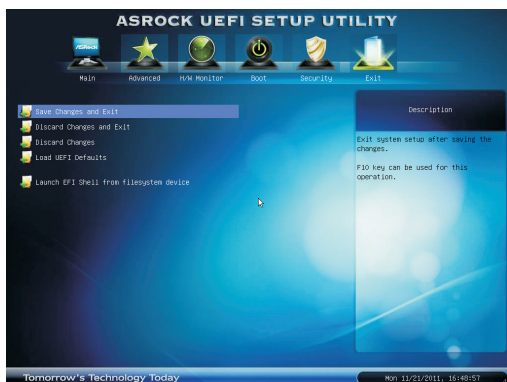 ASROCK UEFI SETUP UTILITY
ASRock
Main Advanced H/W Monitor Boot Security Exit
Save Changes and Exit
Discard Changes and Exit
Discard Changes
Load UEFI Defaults
Launch EFI Shell from filesystem device
Description
Exit system setup after saving the
changes.
F10 key can be used for this
operation.
Tomorrow's Technology Today
Mon 11/21/2011, 16:48:57